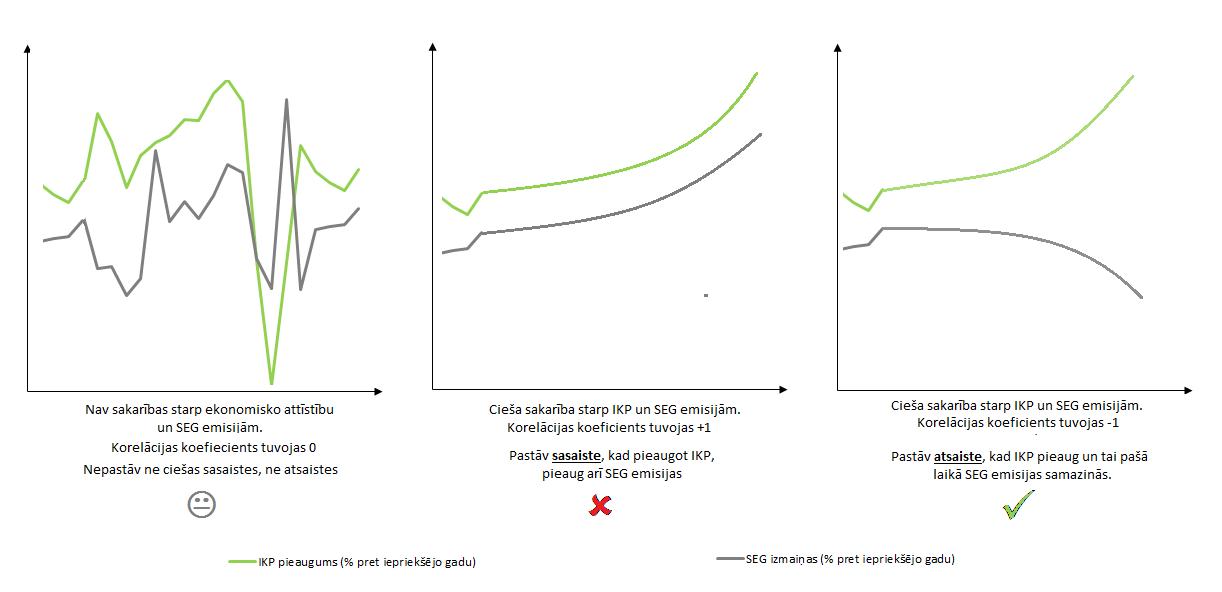 Nav sakarības starp ekonomisko attīstību
un SEG emisijām.
Korelācijas koefiecients tuvojas 0
Nepastāv ne ciešas sasaistes, ne atsaistes
Cieša sakarība starp IKP un SEG emisijām.
Korelācijas koeficients tuvojas +1
Pastāv sasaiste, kad pieaugot IKP,
pieaug arī SEG emisijas
Cieša sakarība starp IKP un SEG emisijām.
Korelācijas koeficients tuvojas -1
Pastāv atsaiste, kad IKP pieaug un tai pašā
laikā SEG emisijas samazinās.
IKP pieaugums (% pret iepriekšējo gadu)
SEG izmaiņas (% pret iepriekšējo gadu)